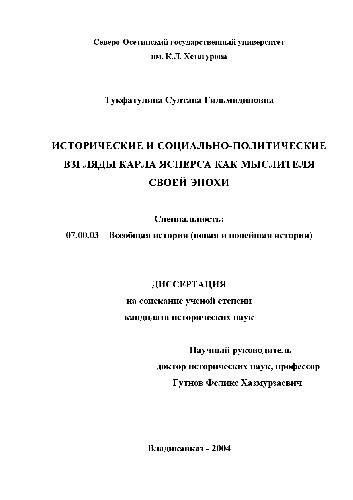 Северо-Осетинский государственный университет
им. К.Л. Хетагурова
Тукфатулина Султана Гильмидиновна
ИСТОРИЧЕСКИЕ И СОЦИАЛЬНО-ПОЛИТИЧЕСКИЕ
ВЗГЛЯДЫ КАРЛА ЯСПЕРСА КАК МЫСЛИТЕЛЯ
СВОЕЙ ЭПОХИ
Специальность:
07.00.03 Всеобщая история (новая и новейшая история)
ДИССЕРТАЦИЯ
на соискание ученой степени
кандидата исторических наук
Научный руководитель
доктор исторических наук, профессор
Гутнов Феликс Хазмурзаевич
Владикавказ - 2004